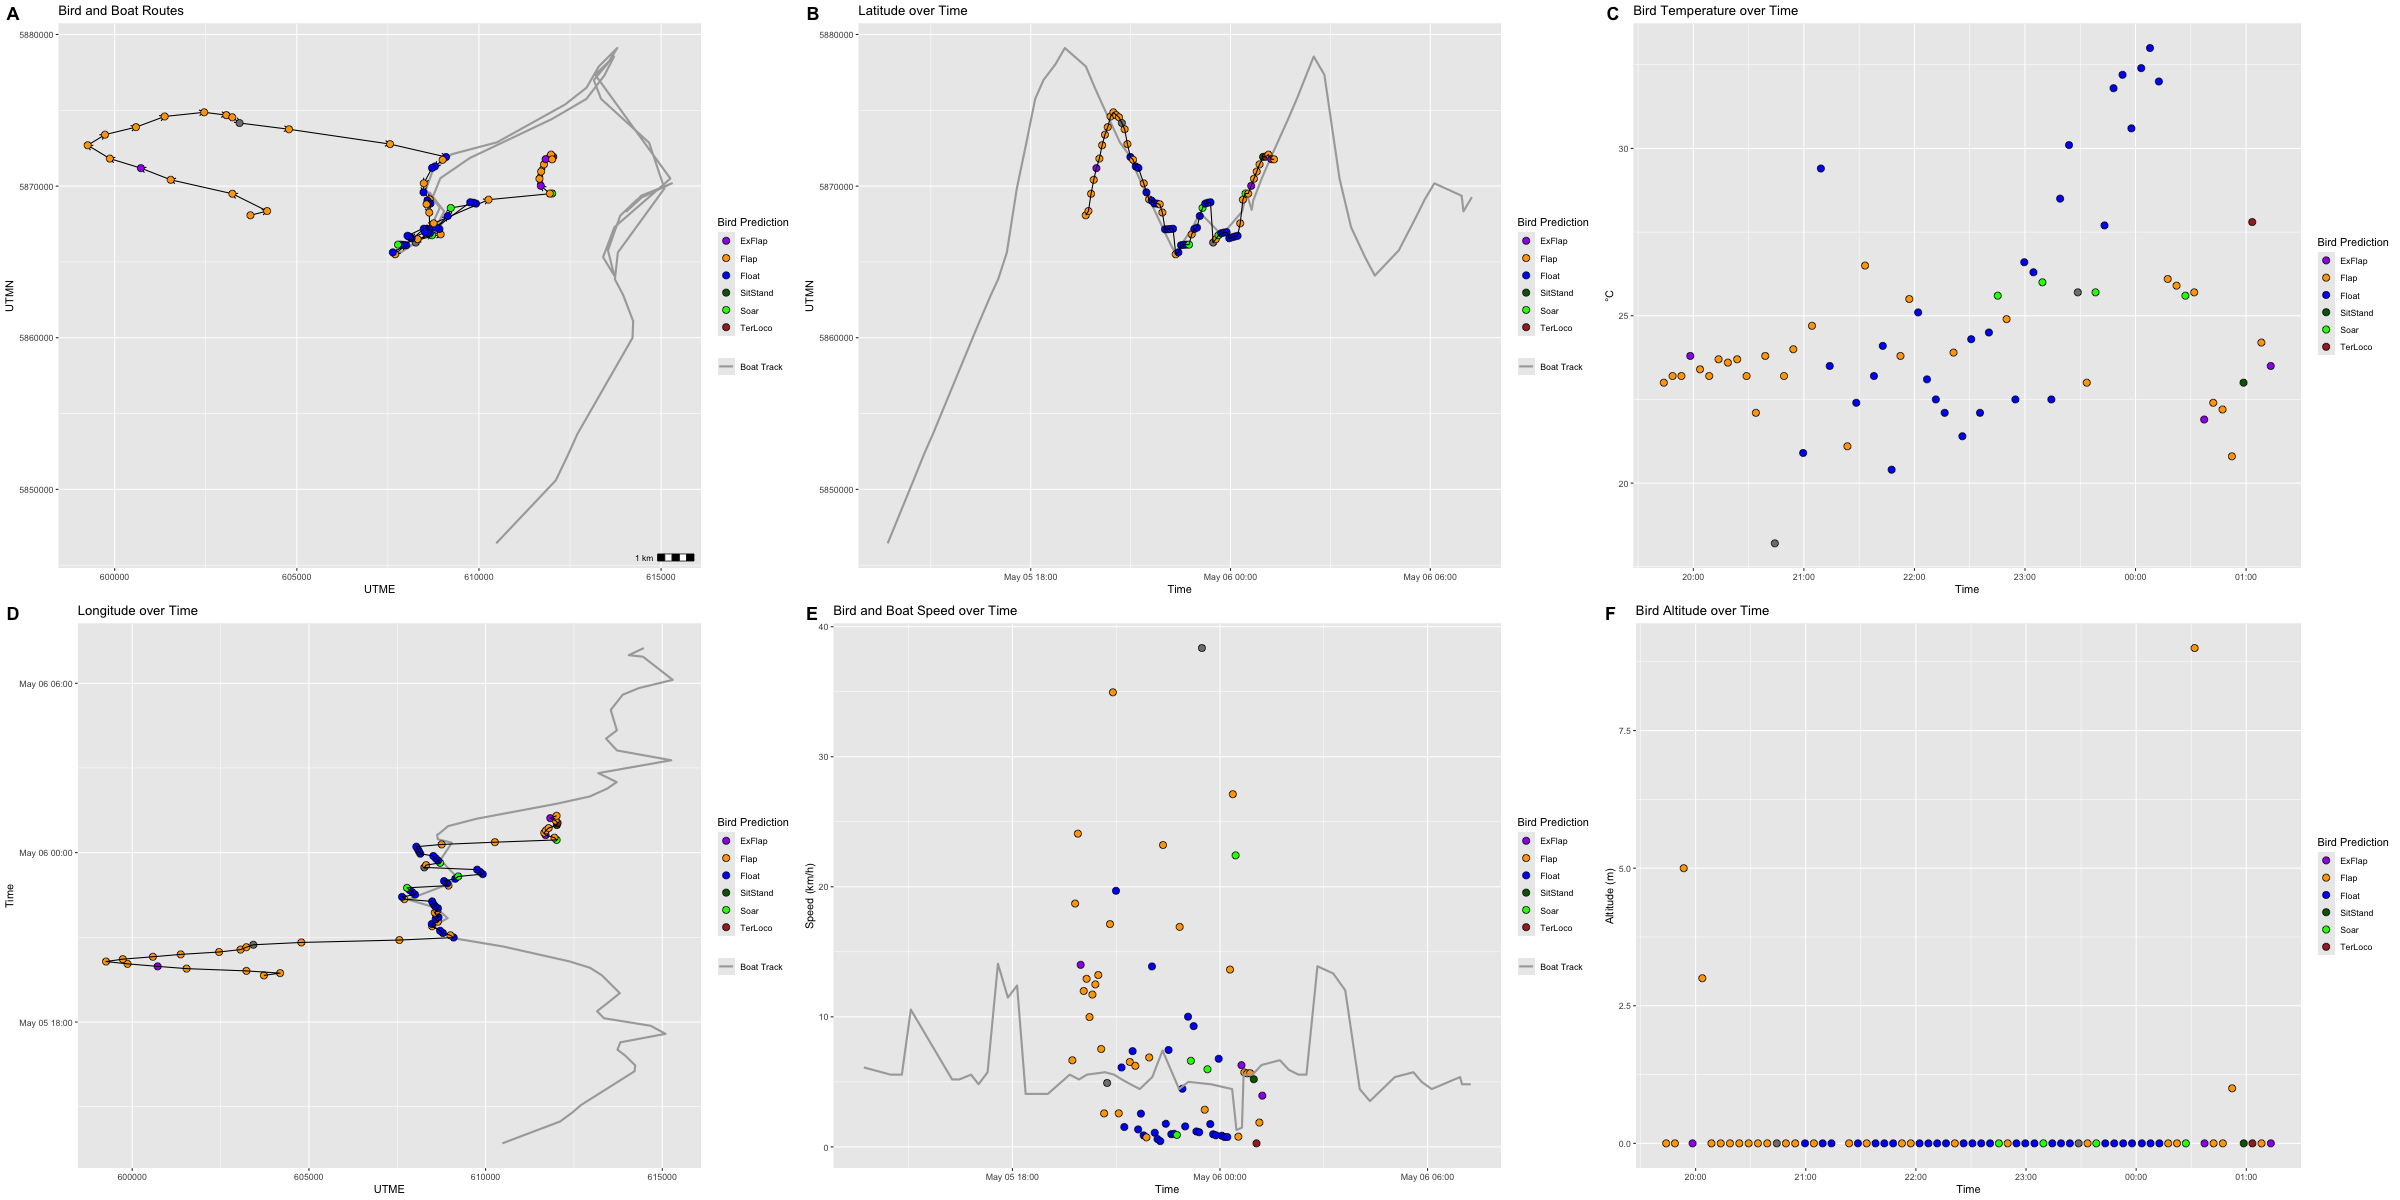 A Bird and Boat Routes
5880000
5870000
5860000
5850000
UTMN
600000 605000 610000 615000
UTME
1 km
Bird Prediction
ExFlap
Flap
Float
SitStand
Soar
TerLoco
Boat Track
B Latitude over Time
5880000
5870000
5860000
5850000
UTMN
May 05 18:00 May 06 00:00 May 06 06:00
Time
Bird Prediction
ExFlap
Flap
Float
SitStand
Soar
TerLoco
Boat Track
C Bird Temperature over Time
30
25
20
°C
20:00 21:00 22:00 23:00 00:00 01:00
Time
Bird Prediction
ExFlap
Flap
Float
SitStand
Soar
TerLoco
D Longitude over Time
May 06 06:00
May 06 00:00
May 05 18:00
Time
600000 605000 610000 615000
UTME
Bird Prediction
ExFlap
Flap
Float
SitStand
Soar
TerLoco
Boat Track
E Bird and Boat Speed over Time
40
30
20
10
0
Speed (km/h)
May 05 18:00 May 06 00:00 May 06 06:00
Time
Bird Prediction
ExFlap
Flap
Float
SitStand
Soar
TerLoco
Boat Track
F Bird Altitude over Time
7.5
5.0
2.5
0.0
Altitude (m)
20:00 21:00 22:00 23:00 00:00 01:00
Time
Bird Prediction
ExFlap
Flap
Float
SitStand
Soar
TerLoco